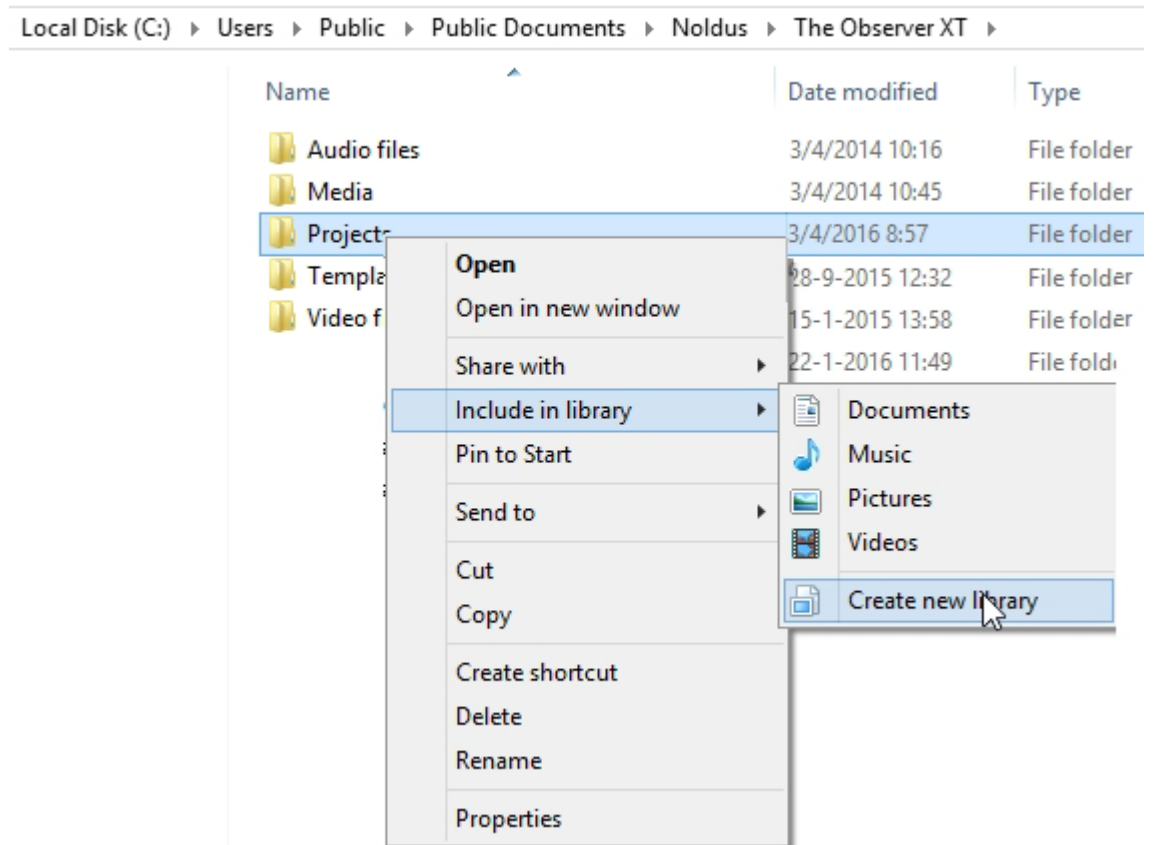 Local Disk (C:) ▸ Users ▸ Public ▸ Public Documents ▸ Noldus ▸ The Observer XT ▸
Name Date modified Type
Audio files 3/4/2014 10:16 File folder
Media 3/4/2014 10:45 File folder
Projects 3/4/2016 8:57 File folder
Templa 28-9-2015 12:32 File folder
Video f 15-1-2015 13:58 File folder
22-1-2016 11:49 File fold
Open
Open in new window
Share with
Include in library
Pin to Start
Send to
Cut
Copy
Create shortcut
Delete
Rename
Properties
Documents
Music
Pictures
Videos
Create new library